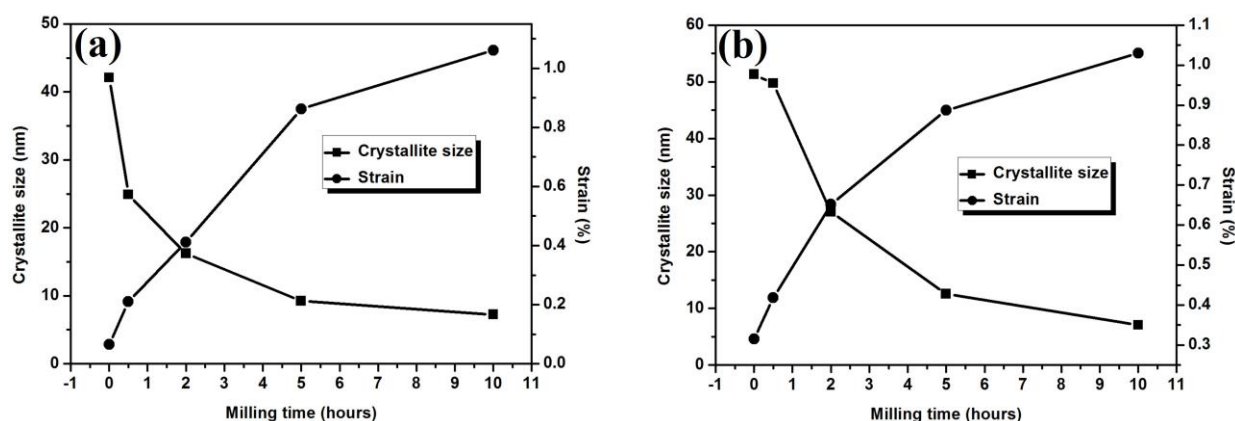 (a)
50
40
30
20
10
0
Crystallite size (nm)
1.0
0.8
0.6
0.4
0.2
0.0
Strain (%)
Crystallite size
Strain
-1 0 1 2 3 4 5 6 7 8 9 10 11
Milling time (hours)
(b)
60
50
40
30
20
10
0
Crystallite size (nm)
1.1
1.0
0.9
0.8
0.7
0.6
0.5
0.4
0.3
Strain (%)
Crystallite size
Strain
-1 0 1 2 3 4 5 6 7 8 9 10 11
Milling time (hours)